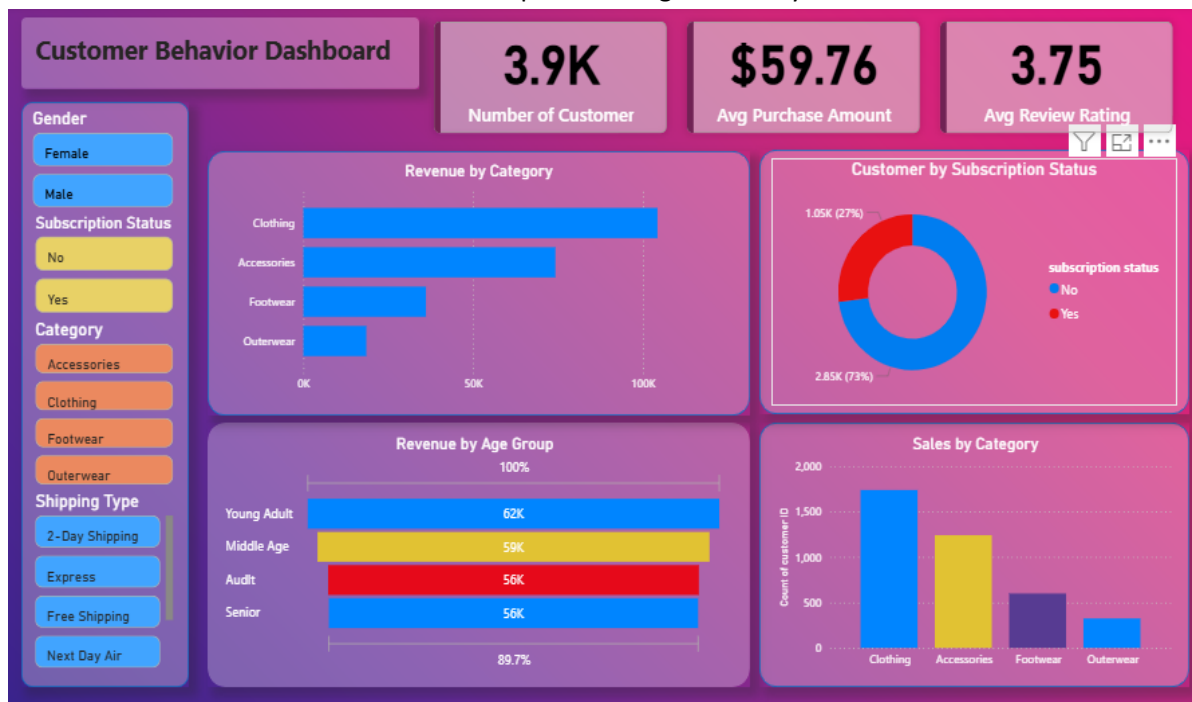 Customer Behavior Dashboard
3.9K
Number of Customer
$59.76
Avg Purchase Amount
3.75
Avg Review Rating
Gender
Female
Male
Subscription Status
No
Yes
Category
Accessories
Clothing
Footwear
Outerwear
Shipping Type
2-Day Shipping
Express
Free Shipping
Next Day Air
Revenue by Category
Clothing
Accessories
Footwear
Outerwear
0K 50K 100K
Customer by Subscription Status
1.05K (27%)
2.85K (73%)
subscription status
No
Yes
Revenue by Age Group
100%
Young Adult 62K
Middle Age 59K
Audlt 56K
Senior 56K
89.7%
Sales by Category
Count of customer ID
2,000
1,500
1,000
500
0
Clothing Accessories Footwear Outerwear